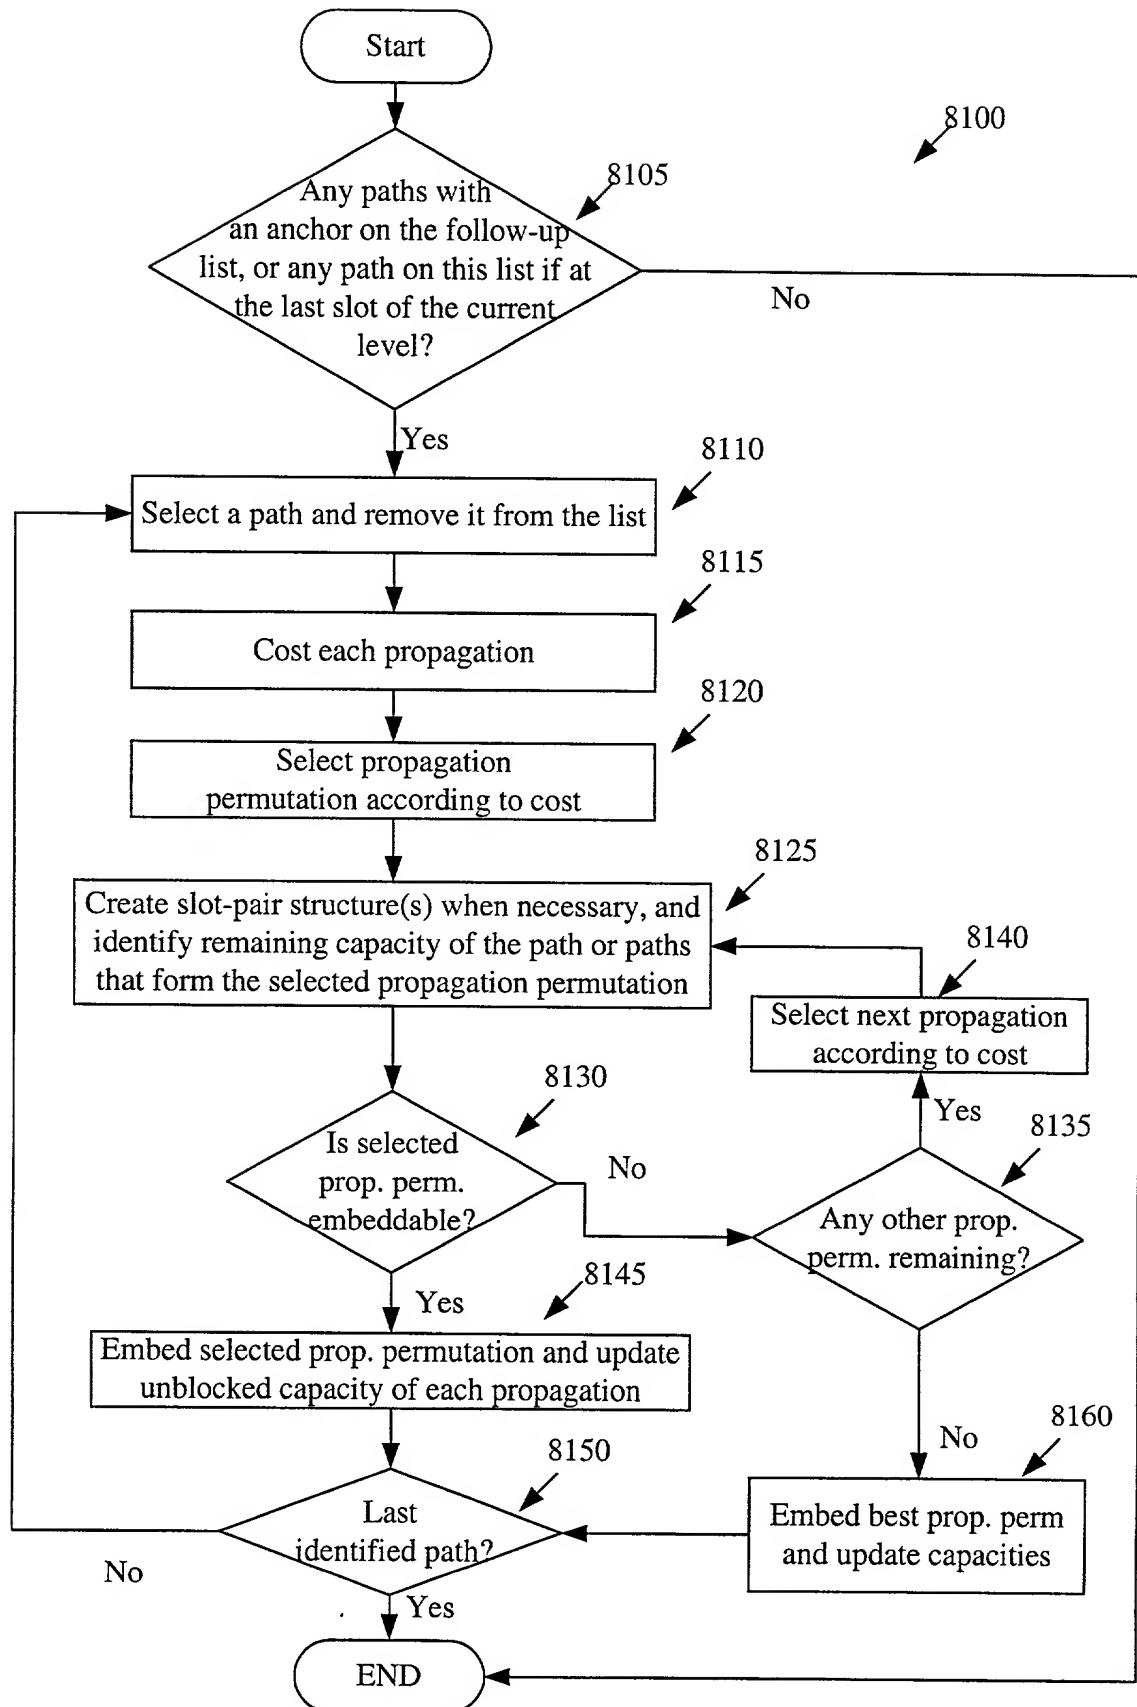 Start
8100
8105
Any paths with
an anchor on the follow-up
list, or any path on this list if at
the last slot of the current
level?
No
Yes
8110
Select a path and remove it from the list
8115
Cost each propagation
8120
Select propagation
permutation according to cost
8125
Create slot-pair structure(s) when necessary, and
identify remaining capacity of the path or paths
that form the selected propagation permutation
8140
Select next propagation
according to cost
8130
Is selected
prop. perm.
embeddable?
No
Yes
8135
Any other prop.
perm. remaining?
Yes
8145
Embed selected prop. permutation and update
unblocked capacity of each propagation
No
8160
Embed best prop. perm
and update capacities
8150
Last
identified path?
No
Yes
END